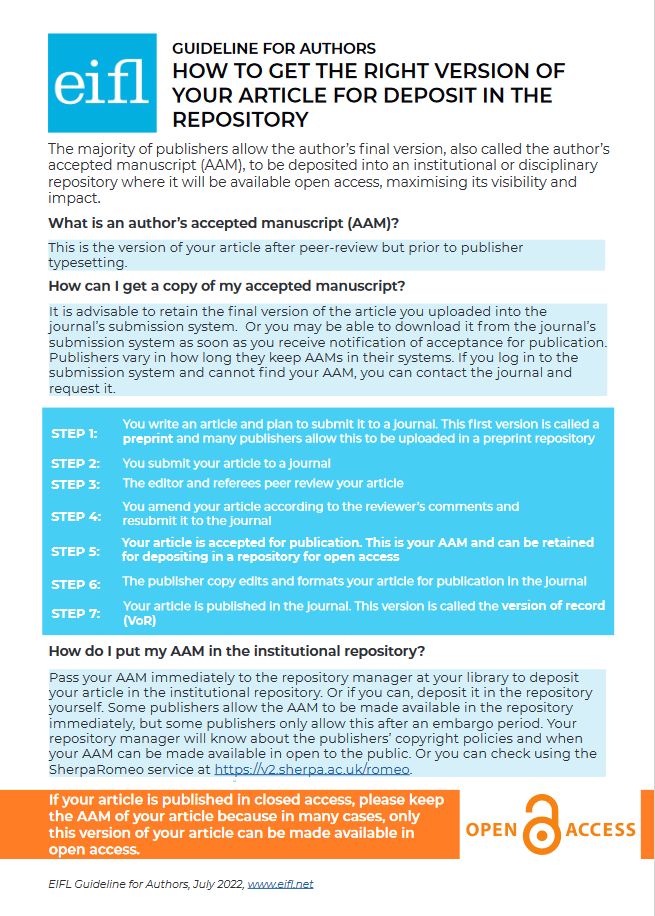 eifl
GUIDELINE FOR AUTHORS
HOW TO GET THE RIGHT VERSION OF
YOUR ARTICLE FOR DEPOSIT IN THE
REPOSITORY
The majority of publishers allow the author's final version, also called the author's
accepted manuscript (AAM), to be deposited into an institutional or disciplinary
repository where it will be available open access, maximising its visibility and
impact.
What is an author's accepted manuscript (AAM)?
This is the version of your article after peer-review but prior to publisher
typesetting.
How can I get a copy of my accepted manuscript?
It is advisable to retain the final version of the article you uploaded into the
journal's submission system.  Or you may be able to download it from the journal's
submission system as soon as you receive notification of acceptance for publication.
Publishers vary in how long they keep AAMs in their systems. If you log in to the
submission system and cannot find your AAM, you can contact the journal and
request it.
STEP 1: You write an article and plan to submit it to a journal. This first version is called a
preprint and many publishers allow this to be uploaded in a preprint repository
STEP 2: You submit your article to a journal
STEP 3: The editor and referees peer review your article
STEP 4: You amend your article according to the reviewer's comments and
resubmit it to the journal
STEP 5: Your article is accepted for publication. This is your AAM and can be retained
for depositing in a repository for open access
STEP 6: The publisher copy edits and formats your article for publication in the journal
STEP 7: Your article is published in the journal. This version is called the version of record
(VoR)
How do I put my AAM in the institutional repository?
Pass your AAM immediately to the repository manager at your library to deposit
your article in the institutional repository. Or if you can, deposit it in the repository
yourself. Some publishers allow the AAM to be made available in the repository
immediately, but some publishers only allow this after an embargo period. Your
repository manager will know about the publishers' copyright policies and when
your AAM can be made available in open to the public. Or you can check using the
SherpaRomeo service at https://v2.sherpa.ac.uk/romeo.
If your article is published in closed access, please keep
the AAM of your article because in many cases, only
this version of your article can be made available in
open access.
OPEN ACCESS
EIFL Guideline for Authors, July 2022, www.eifl.net